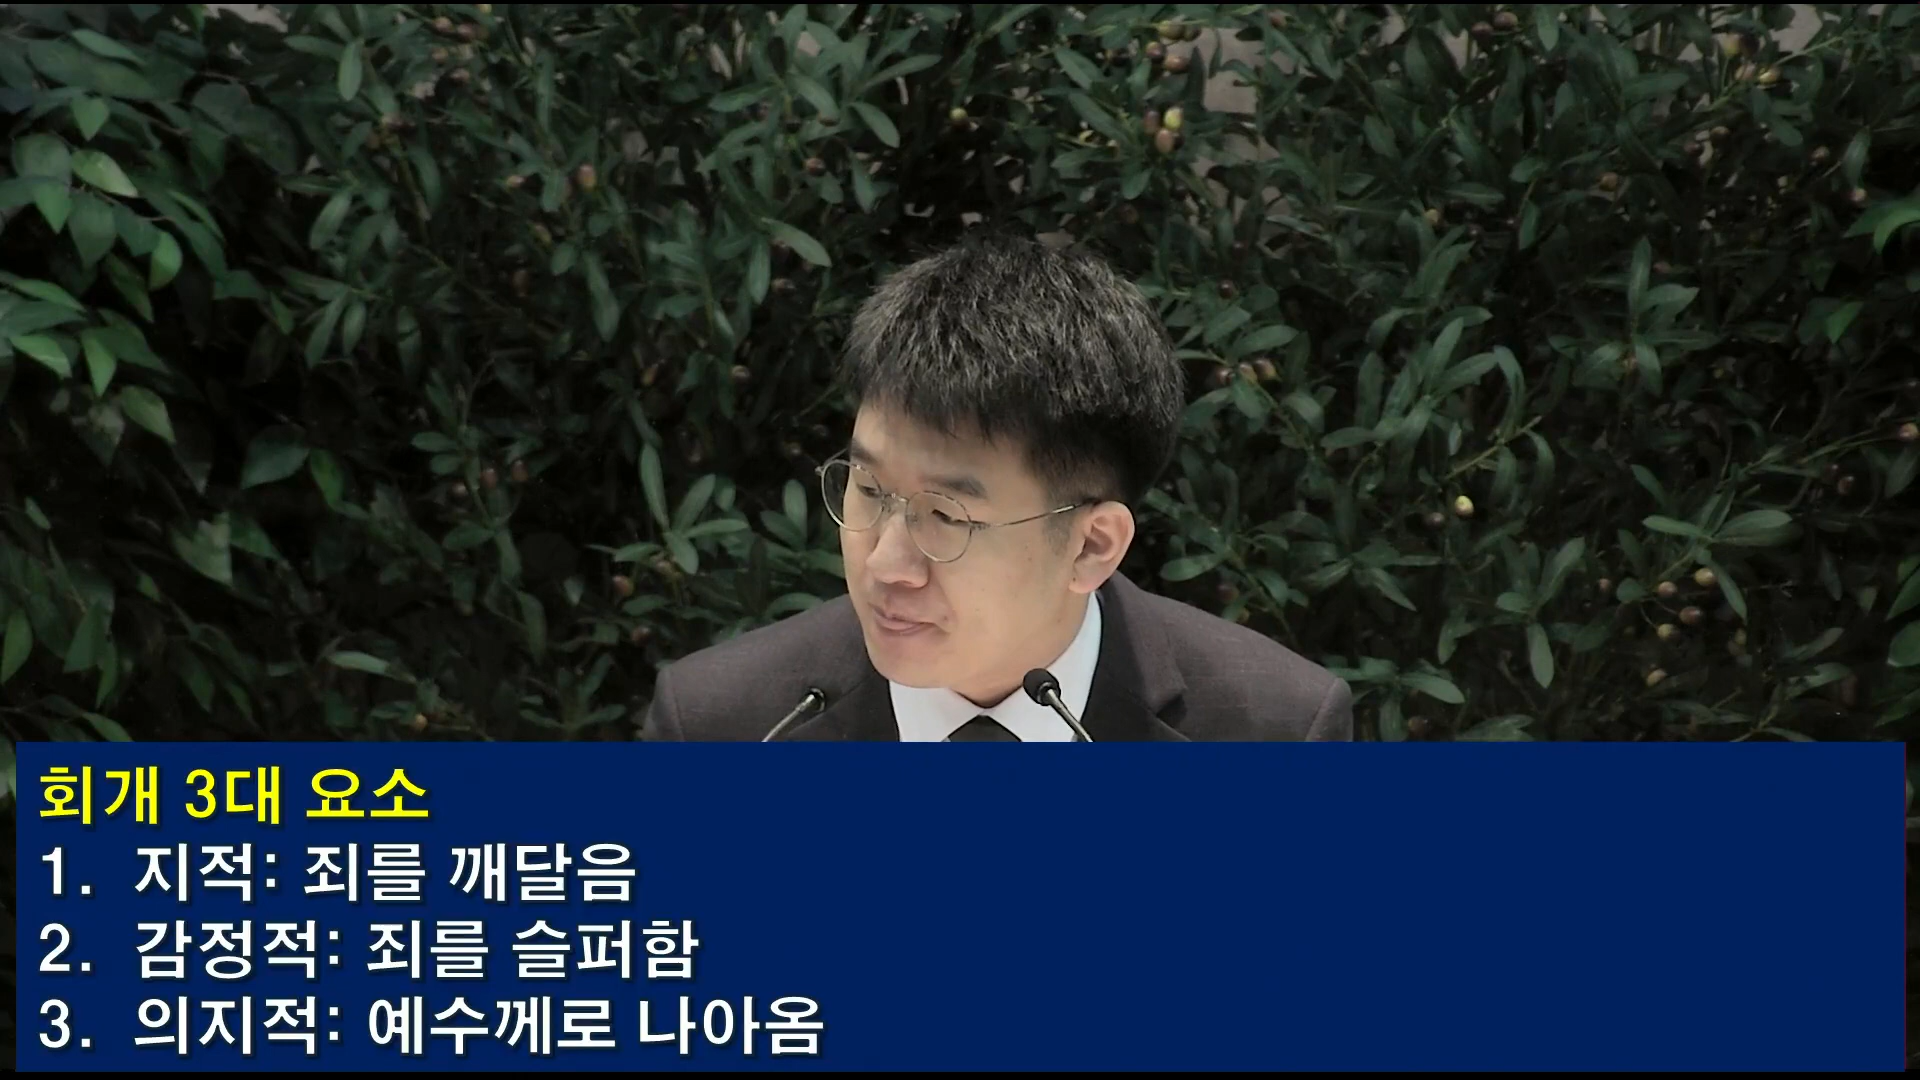 회개 3대 요소
1. 지적: 죄를 깨달음
2. 감정적: 죄를 슬퍼함
3. 의지적: 예수께로 나아옴